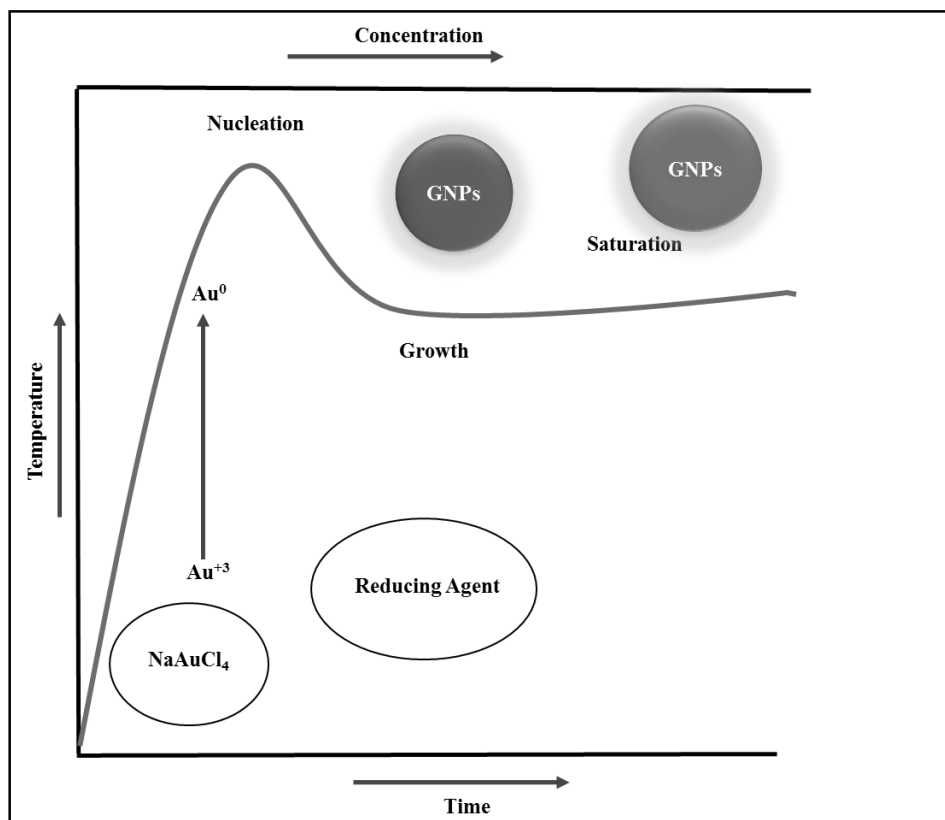 Concentration
Nucleation
GNPs
GNPs
Saturation
Au⁰
Growth
Temperature
Au⁺³
Reducing Agent
NaAuCl₄
Time